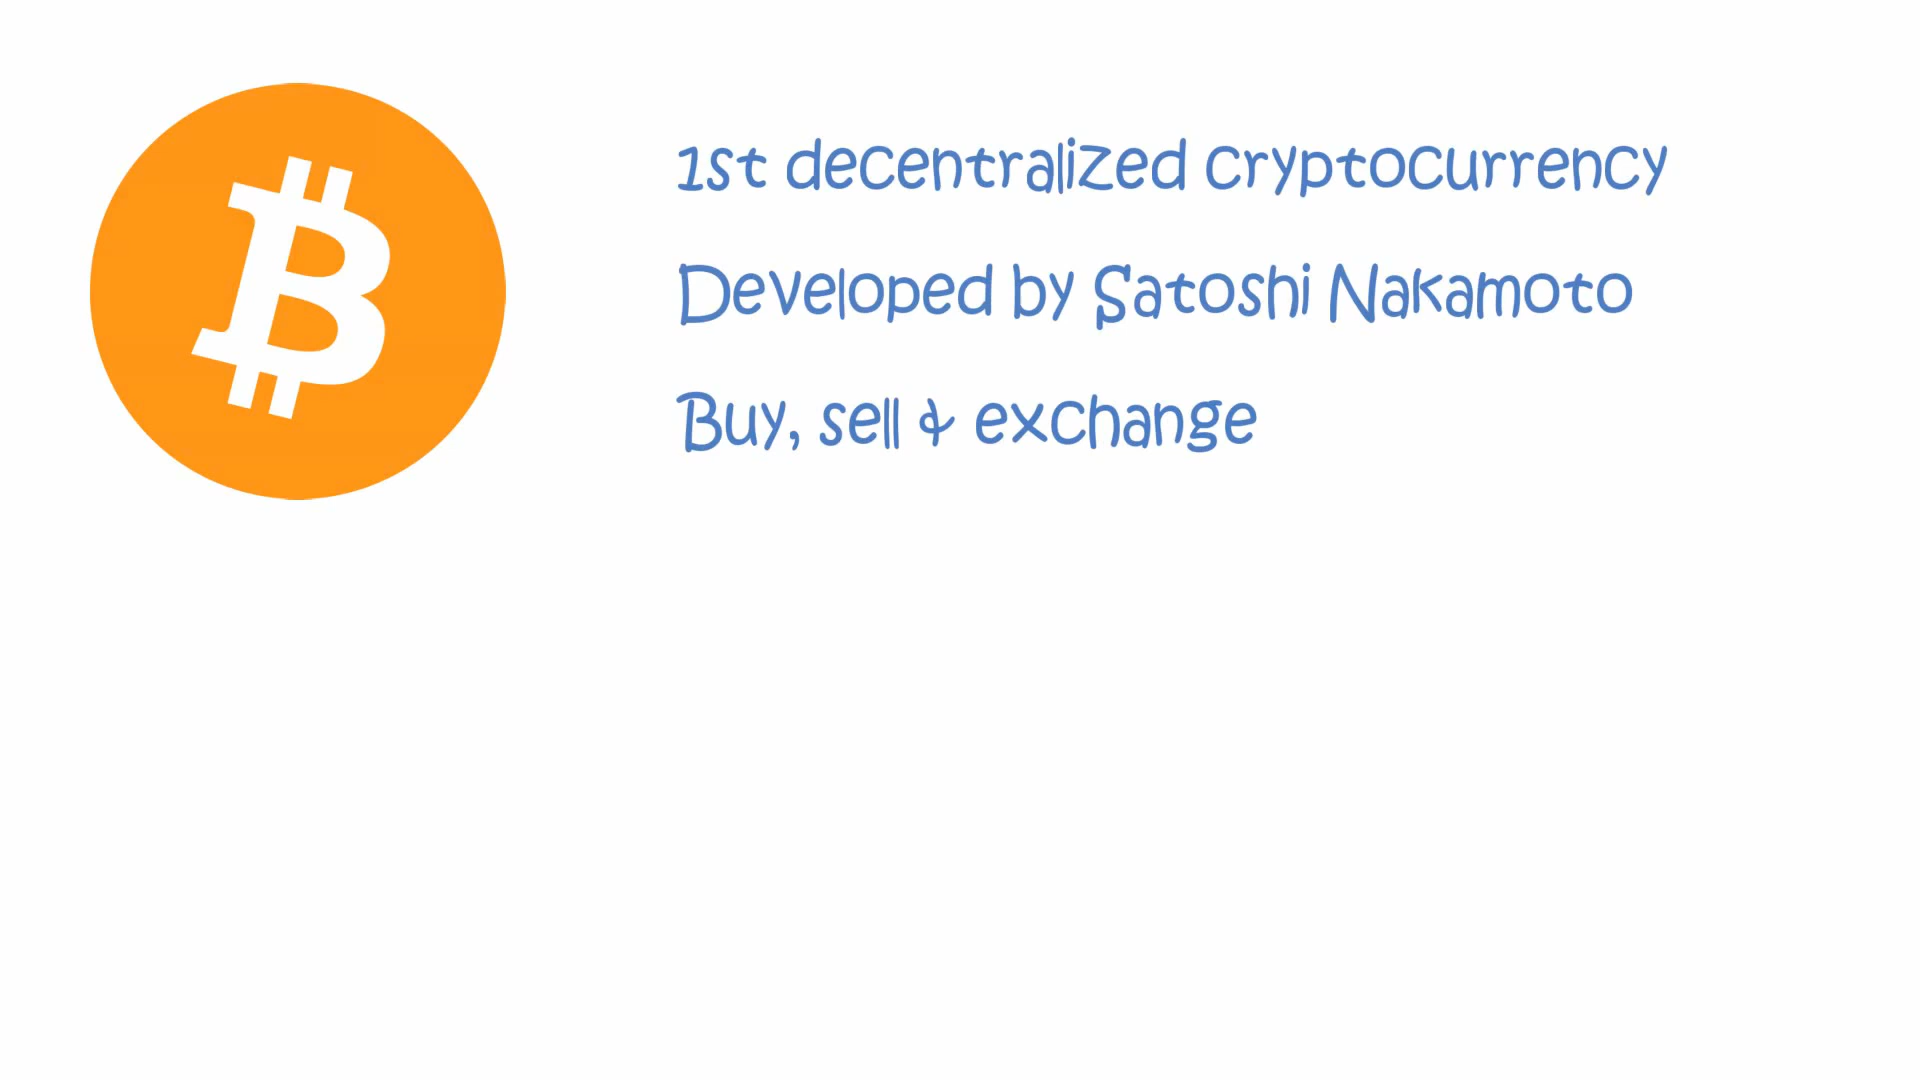 1st decentralized cryptocurrency
Developed by Satoshi Nakamoto
Buy, sell & exchange